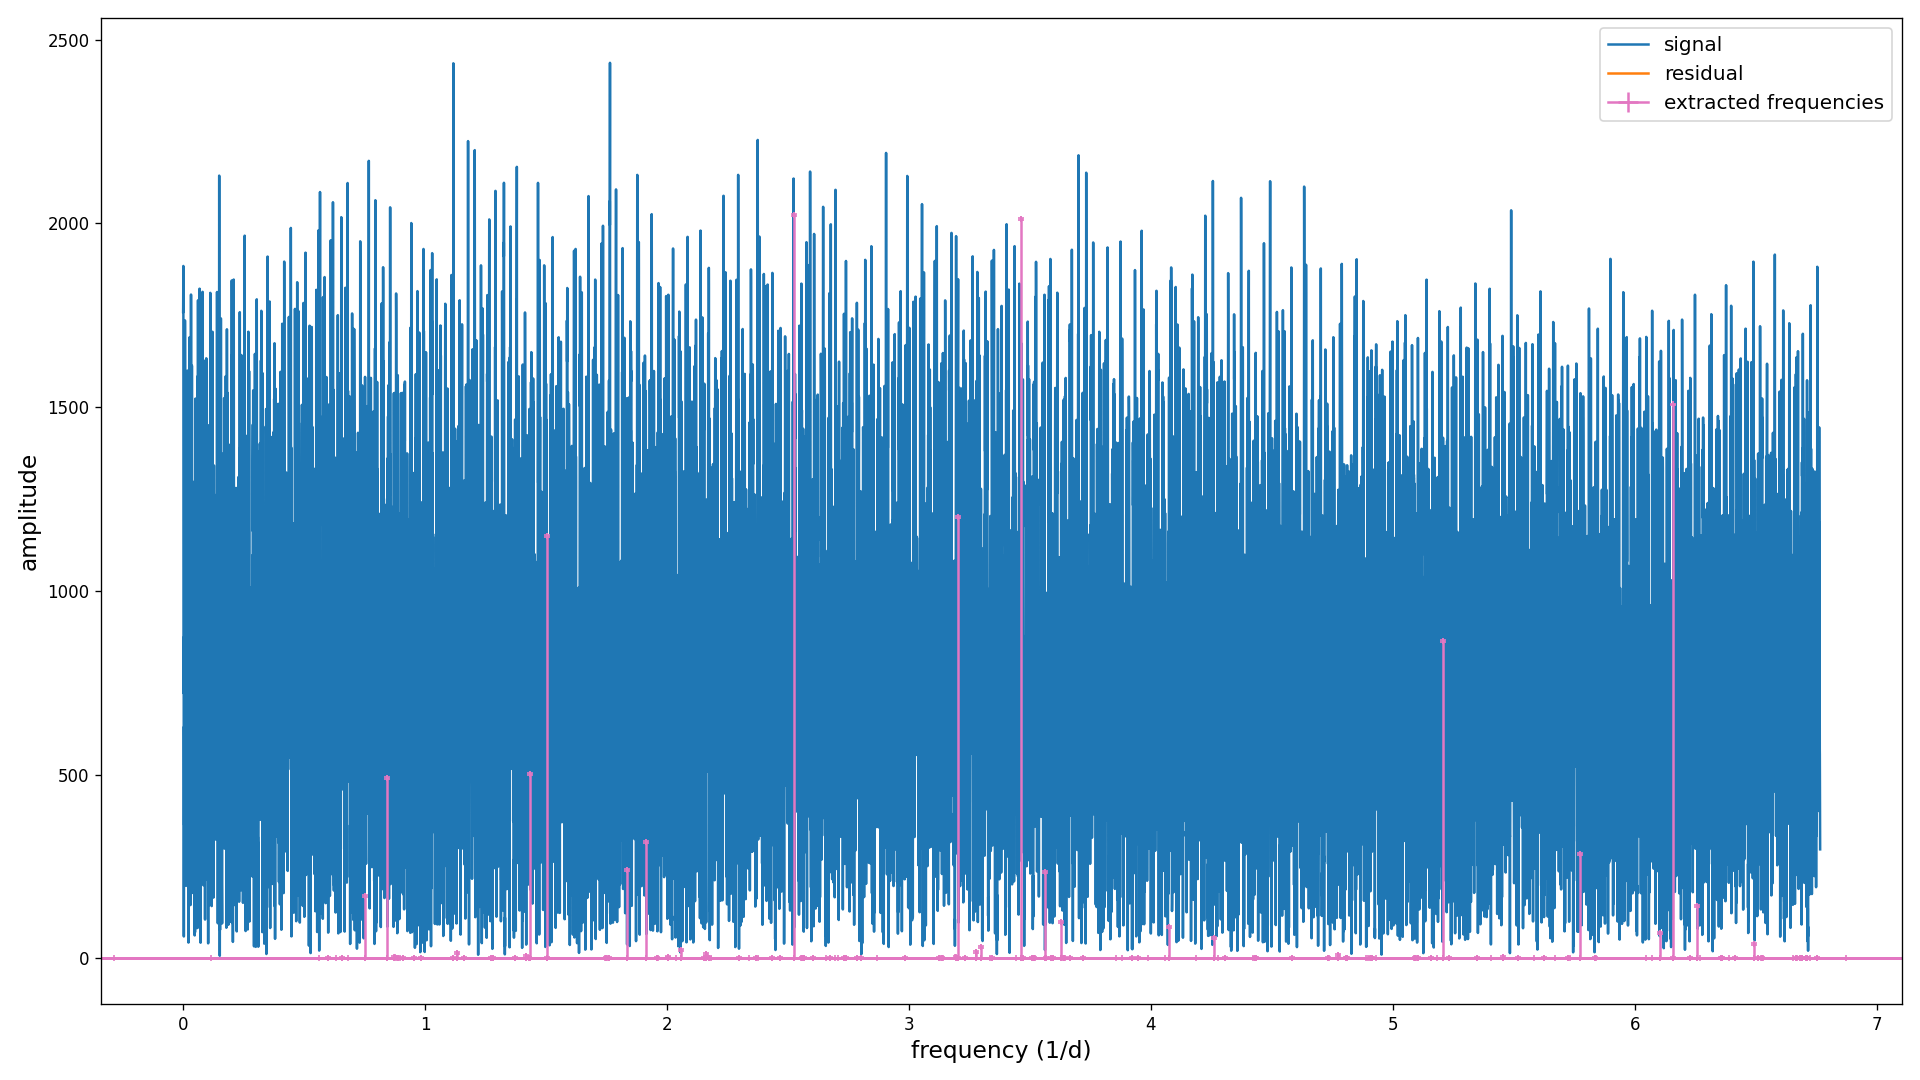 2500
2000
1500
1000
500
0
amplitude
signal
residual
extracted frequencies
0 1 2 3 4 5 6 7
frequency (1/d)